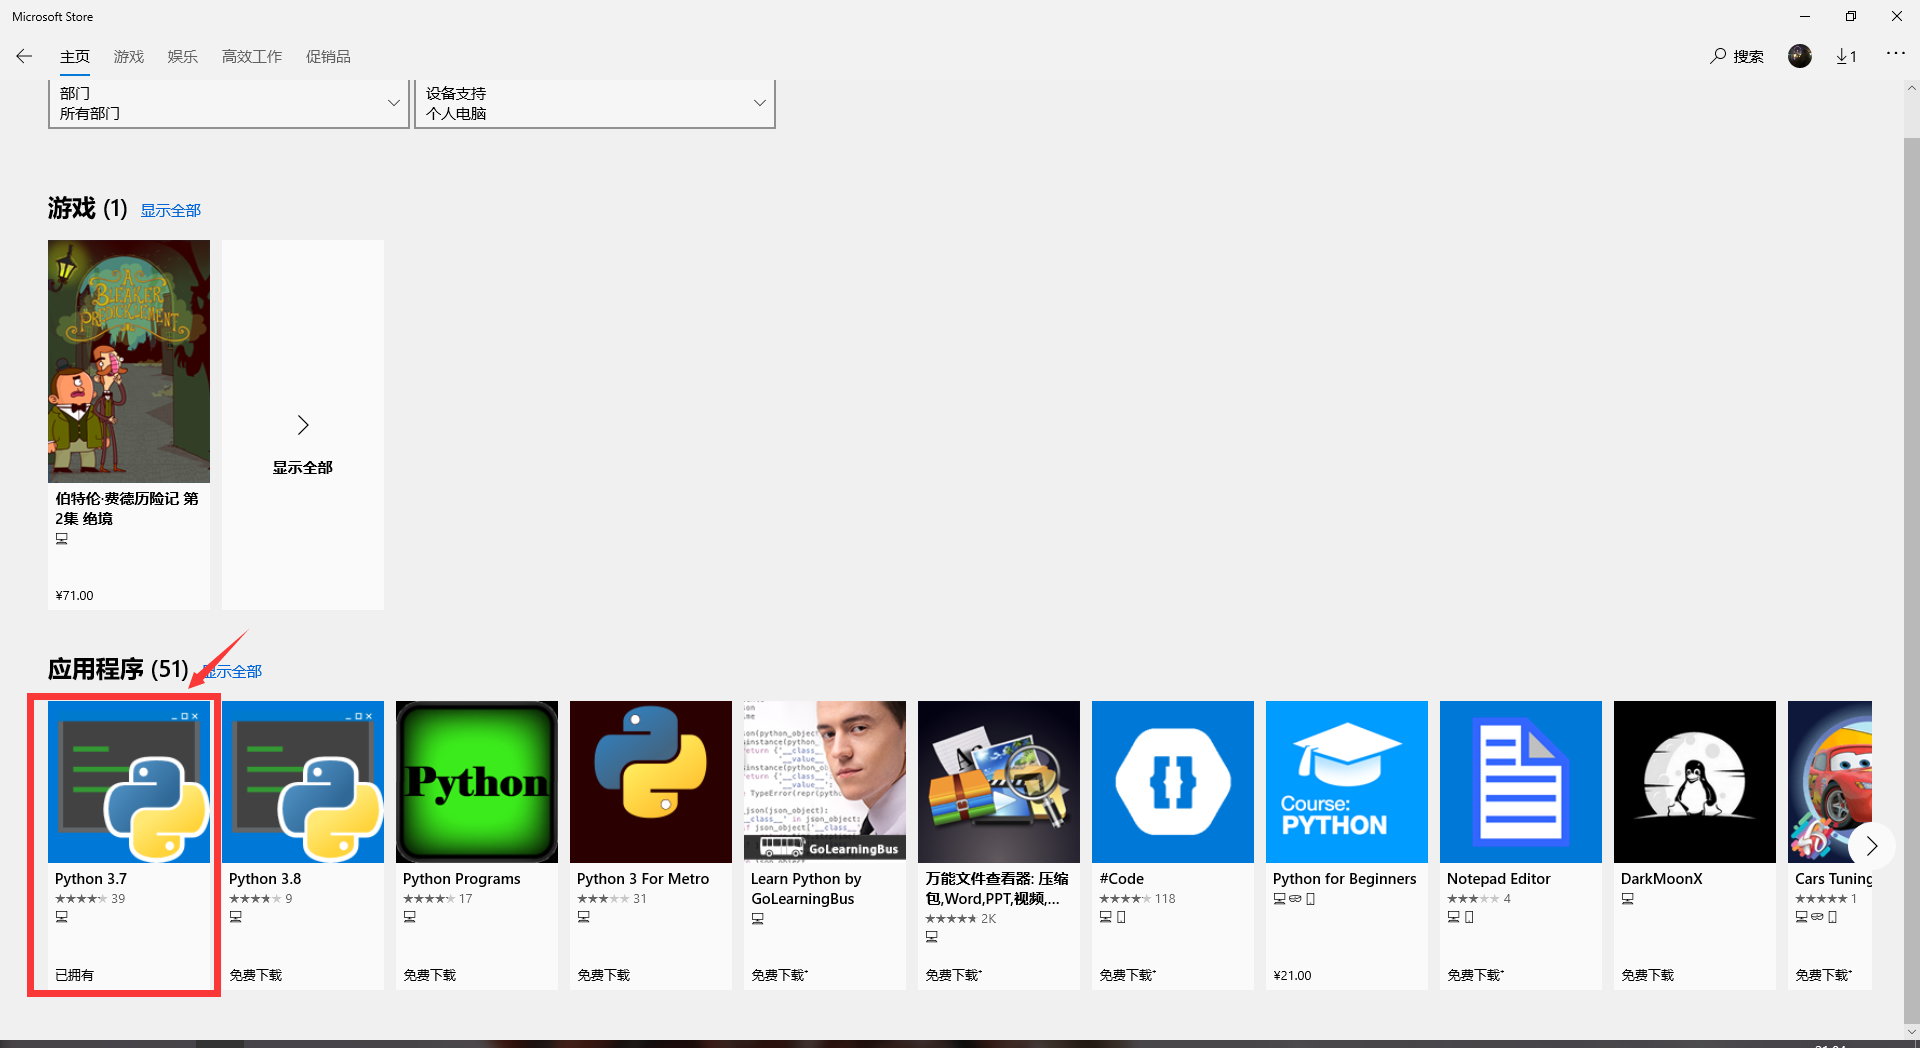 Microsoft Store
主页
游戏
娱乐
高效工作
促销品
搜索
1
部门
所有部门
设备支持
个人电脑
游戏 (1) 显示全部
A
BLEAKER
PREDICKLEMENT
伯特伦·费德历险记 第
2集 绝境
¥71.00
显示全部
应用程序 (51) 显示全部
Python 3.7
39
已拥有
Python 3.8
9
免费下载
Python
Python Programs
17
免费下载
Python 3 For Metro
31
免费下载
GoLearningBus
Learn Python by
GoLearningBus
免费下载+
万能文件查看器: 压缩
包,Word,PPT,视频,...
2K
免费下载+
#Code
118
免费下载+
Course:
PYTHON
Python for Beginners
¥21.00
Notepad Editor
4
免费下载+
DarkMoonX
免费下载
Cars Tuning
1
免费下载+